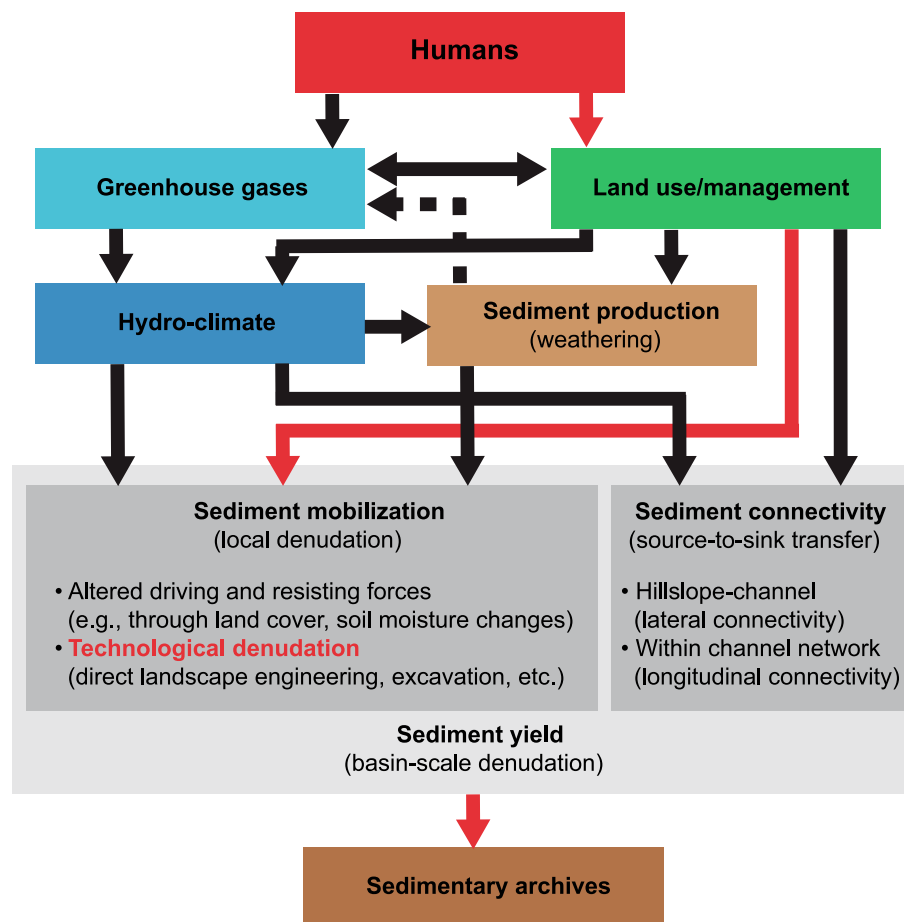 Humans
Greenhouse gases
Land use/management
Hydro-climate
Sediment production
(weathering)
Sediment mobilization
(local denudation)
• Altered driving and resisting forces
(e.g., through land cover, soil moisture changes)
• Technological denudation
(direct landscape engineering, excavation, etc.)
Sediment connectivity
(source-to-sink transfer)
• Hillslope-channel
(lateral connectivity)
• Within channel network
(longitudinal connectivity)
Sediment yield
(basin-scale denudation)
Sedimentary archives